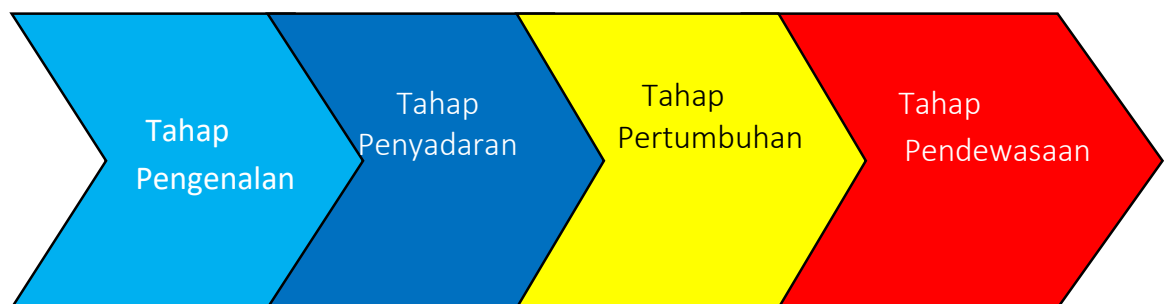 Tahap
Pengenalan
Tahap
Penyadaran
Tahap
Pertumbuhan
Tahap
Pendewasaan